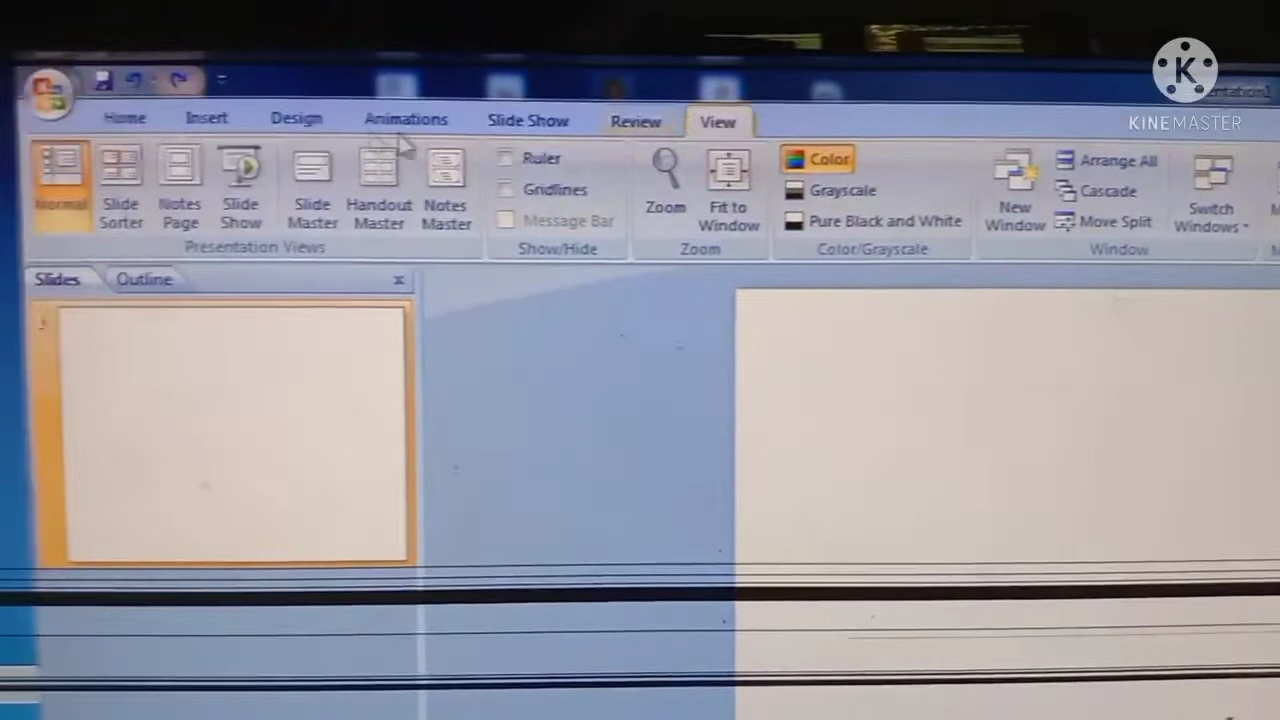 entation1
K
KINEMASTER
Home Insert Design Animations Slide Show Review View
Normal
Slide Sorter
Notes Page
Slide Show
Slide Master
Handout Master
Notes Master
Presentation Views
Ruler
Gridlines
Message Bar
Show/Hide
Zoom
Fit to Window
Zoom
Color
Grayscale
Pure Black and White
Color/Grayscale
New Window
Arrange All
Cascade
Move Split
Switch Windows
Window
Slides Outline
1